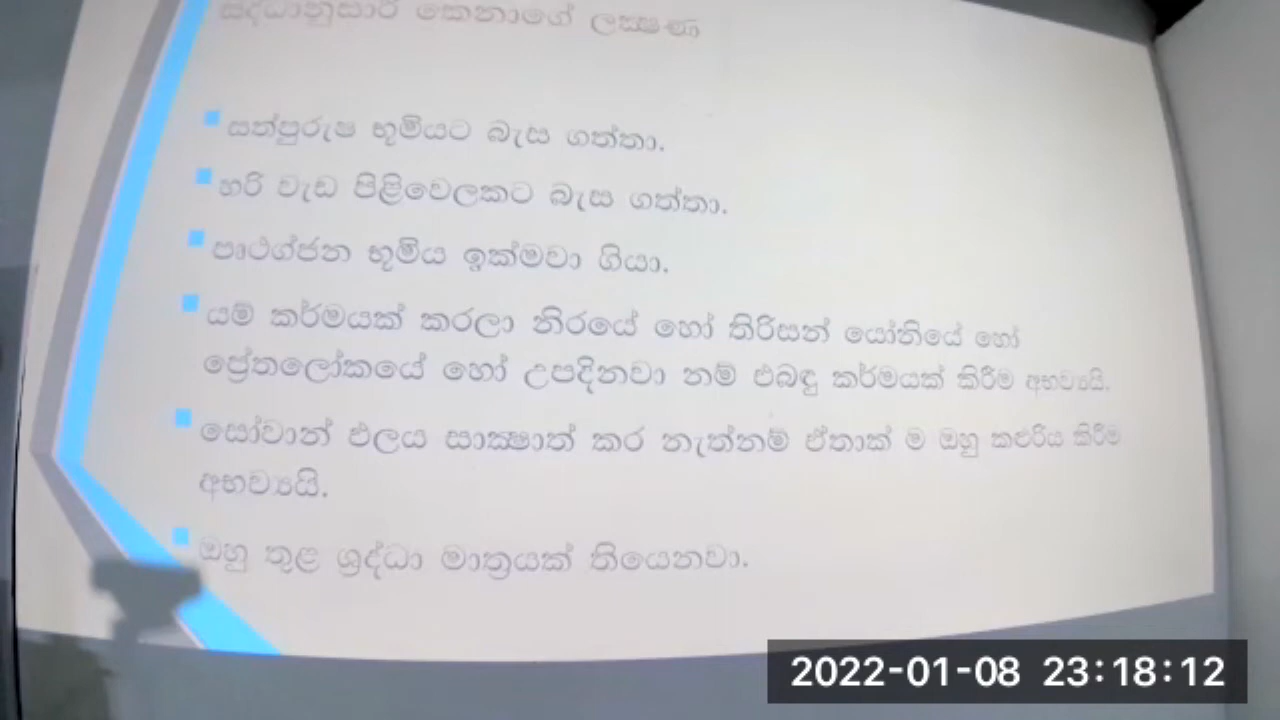 සද්ධානුසාරී කෙනාගේ ලක්‍ෂණ
සත්පුරුෂ භූමියට බැස ගත්තා.
හරි වැඩ පිළිවෙලකට බැස ගත්තා.
පෘථග්ජන භූමිය ඉක්මවා ගියා.
යම් කර්මයක් කරලා නිරයේ හෝ තිරිසන් යෝනියේ හෝ
ප්‍රේතලෝකයේ හෝ උපදිනවා නම් එබඳු කර්මයක් කිරීම අභව්‍යයි.
සෝවාන් ඵලය සාක්‍ෂාත් කර නැත්නම් ඒතාක් ම ඔහු කළුරිය කිරීම
අභව්‍යයි.
ඔහු තුළ ශ්‍රද්ධා මාත්‍රයක් තියෙනවා.
2022-01-08 23:18:12